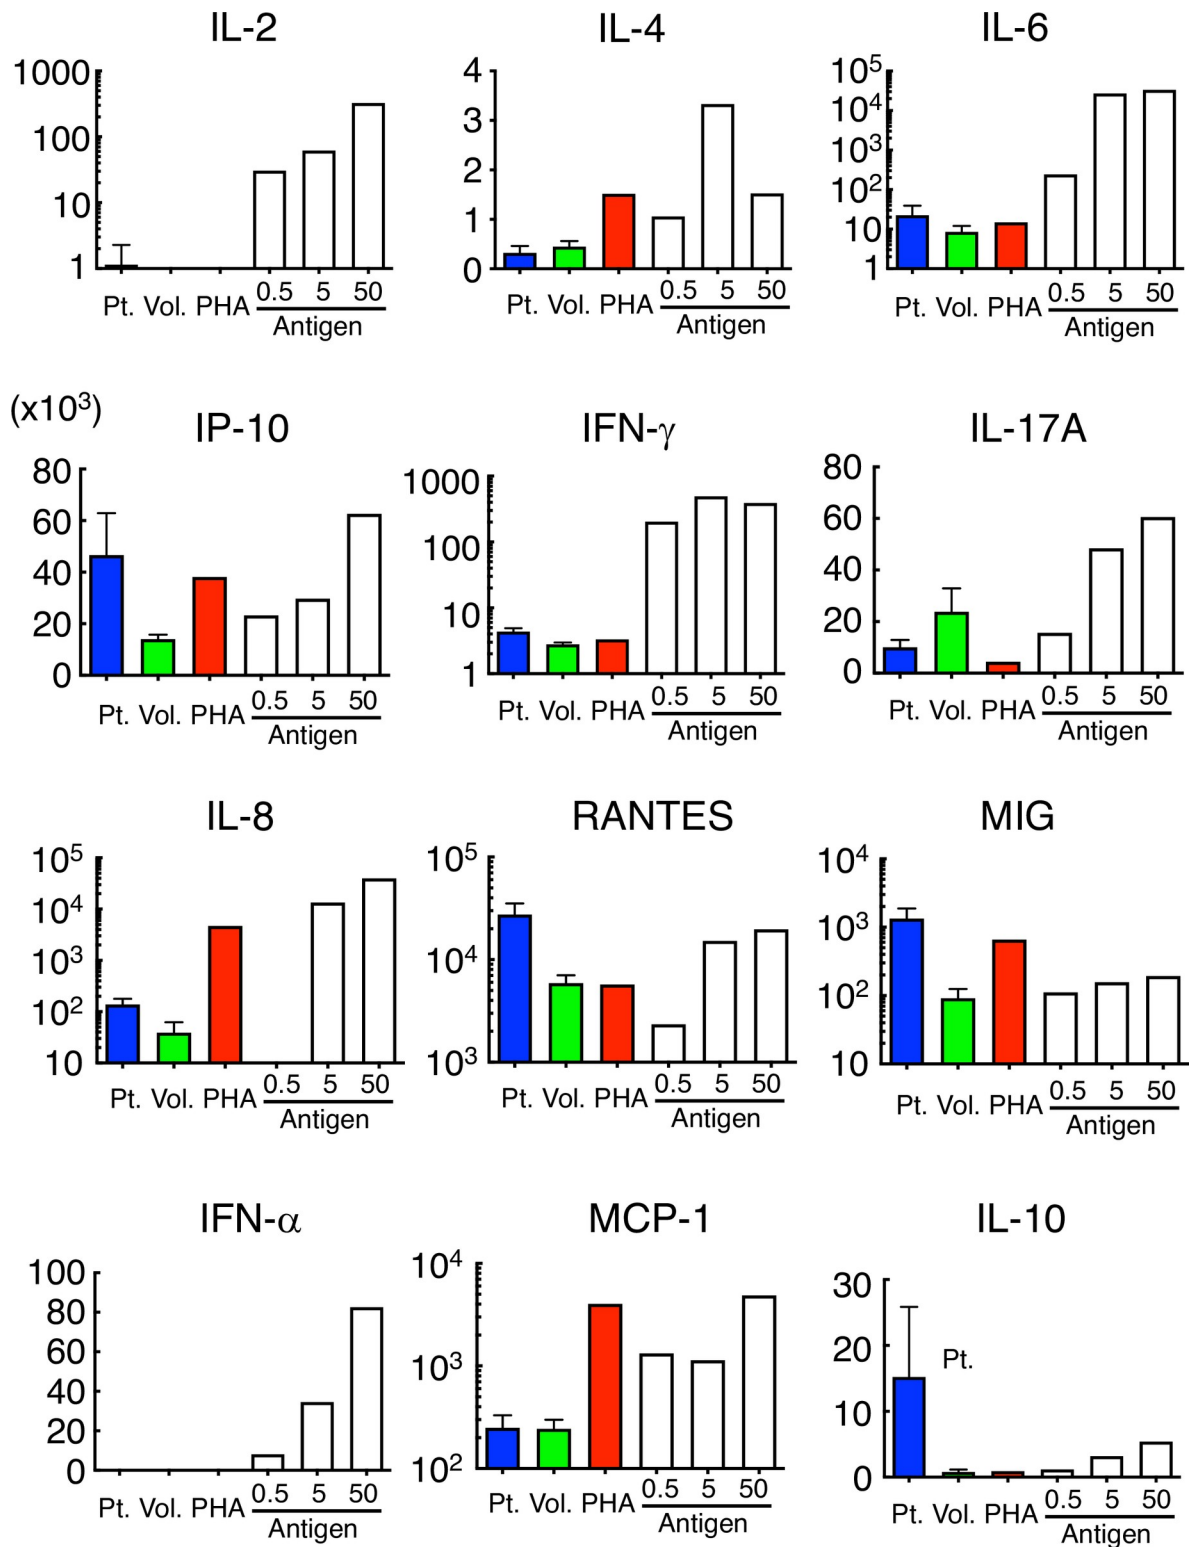 IL-2
IL-4
IL-6
1000
100
10
1
4
3
2
1
0
10⁵
10⁴
10³
10²
10
1
Pt. Vol. PHA 0.5 5 50
Antigen
Pt. Vol. PHA 0.5 5 50
Antigen
Pt. Vol. PHA 0.5 5 50
Antigen
(x10³)
IP-10
IFN-γ
IL-17A
80
60
40
20
0
1000
100
10
1
80
60
40
20
0
Pt. Vol. PHA 0.5 5 50
Antigen
Pt. Vol. PHA 0.5 5 50
Antigen
Pt. Vol. PHA 0.5 5 50
Antigen
IL-8
RANTES
MIG
10⁵
10⁴
10³
10²
10
10⁵
10⁴
10³
10⁴
10³
10²
10
Pt. Vol. PHA 0.5 5 50
Antigen
Pt. Vol. PHA 0.5 5 50
Antigen
Pt. Vol. PHA 0.5 5 50
Antigen
IFN-α
MCP-1
IL-10
100
80
60
40
20
0
10⁴
10³
10²
30
20
10
0
Pt.
Pt. Vol. PHA 0.5 5 50
Antigen
Pt. Vol. PHA 0.5 5 50
Antigen
Pt. Vol. PHA 0.5 5 50
Antigen